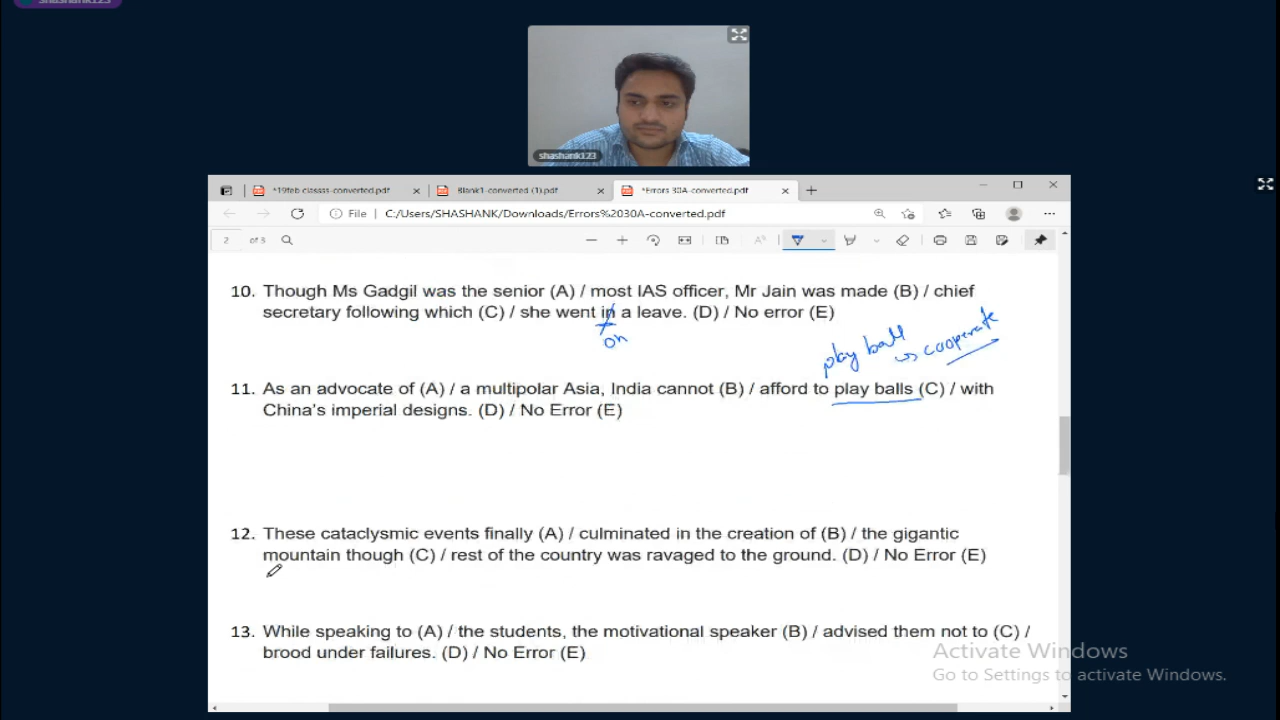 shashank123
shashank123
*19feb classs-converted.pdf
Blank1-converted (1).pdf
*Errors 30A-converted.pdf
File | C:/Users/SHASHANK/Downloads/Errors%2030A-converted.pdf
2 of 3
10. Though Ms Gadgil was the senior (A) / most IAS officer, Mr Jain was made (B) / chief
secretary following which (C) / she went in a leave. (D) / No error (E)
on
play ball
↪ cooperate
11. As an advocate of (A) / a multipolar Asia, India cannot (B) / afford to play balls (C) / with
China's imperial designs. (D) / No Error (E)
12. These cataclysmic events finally (A) / culminated in the creation of (B) / the gigantic
mountain though (C) / rest of the country was ravaged to the ground. (D) / No Error (E)
13. While speaking to (A) / the students, the motivational speaker (B) / advised them not to (C) /
brood under failures. (D) / No Error (E)
Activate Windows
Go to Settings to activate Windows.